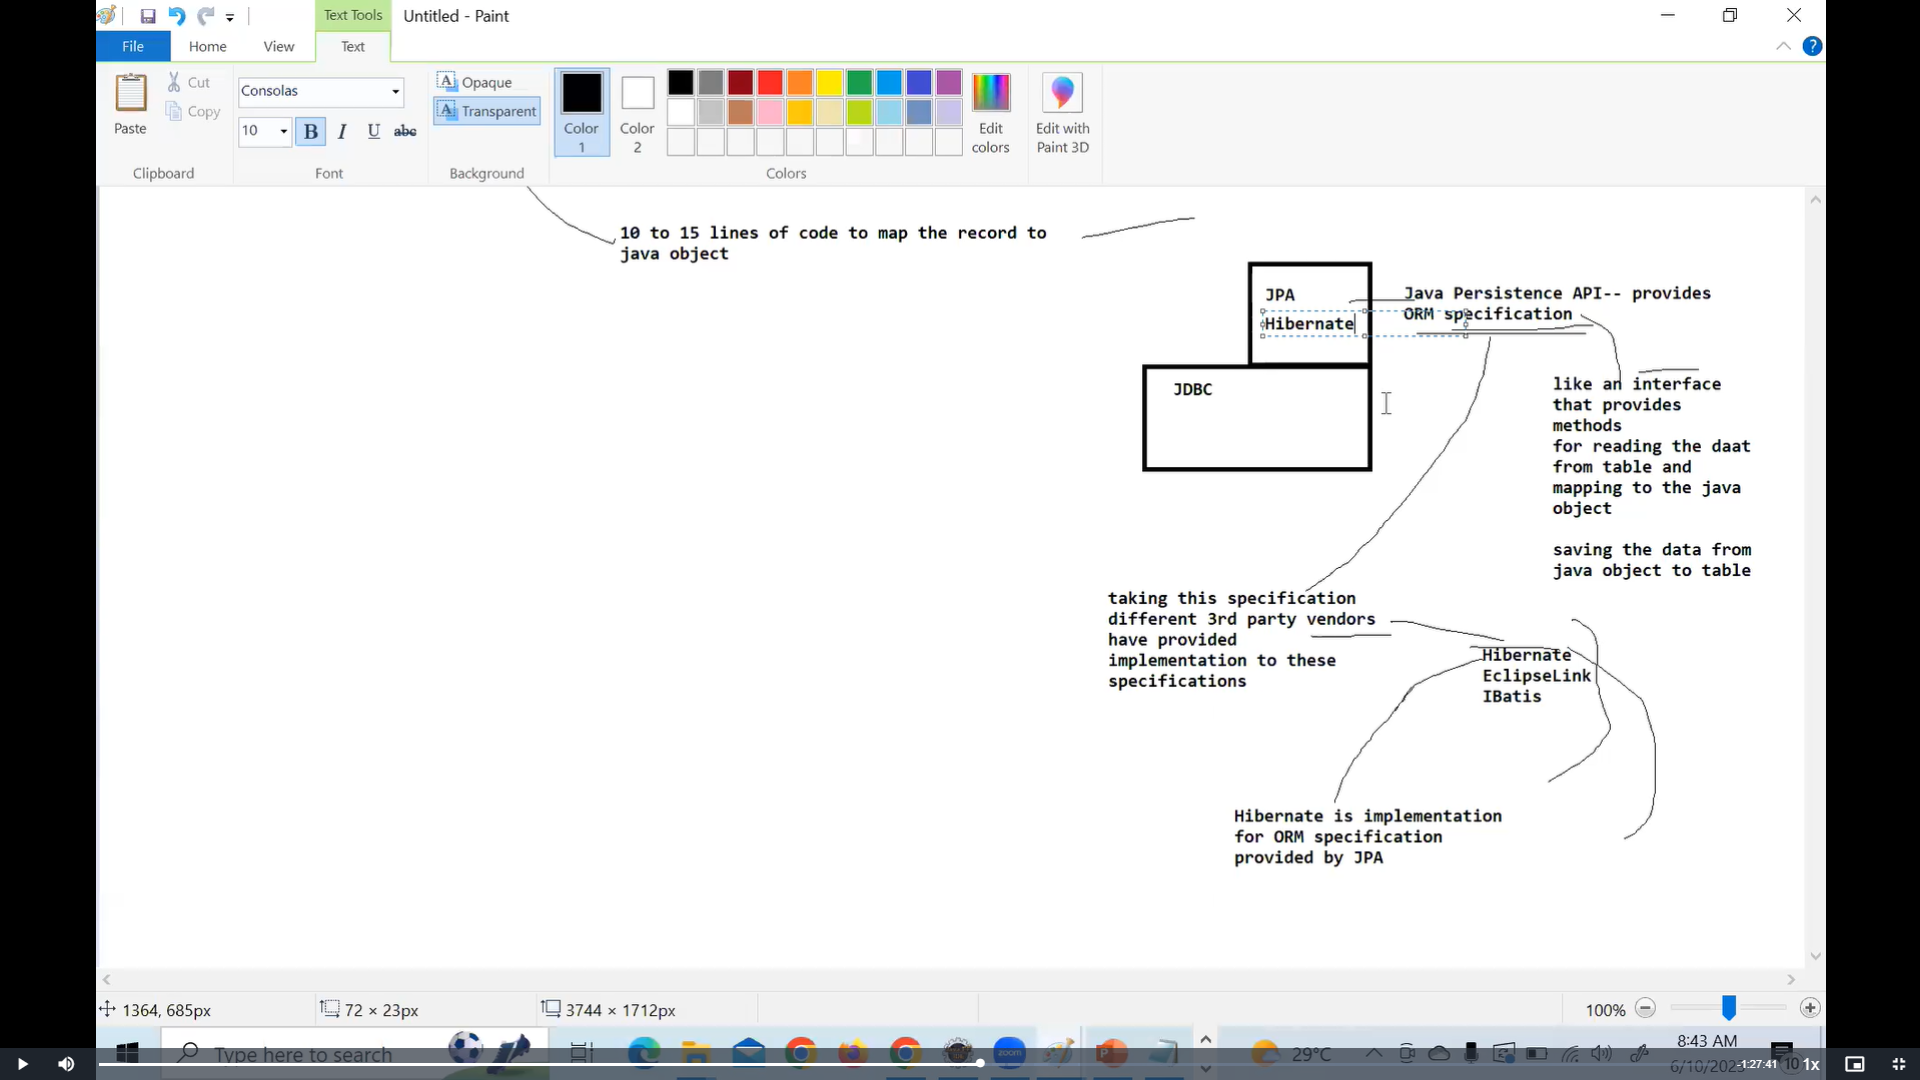 Text Tools
Untitled - Paint
File
Home
View
Text
Paste
Cut
Copy
Clipboard
Consolas
10
B
I
U
abc
Font
Opaque
Transparent
Background
Color
1
Color
2
Edit
colors
Edit with
Paint 3D
Colors
10 to 15 lines of code to map the record to
java object
JPA
Hibernate
Java Persistence API-- provides
ORM specification
JDBC
like an interface
that provides
methods
for reading the daat
from table and
mapping to the java
object
saving the data from
java object to table
taking this specification
different 3rd party vendors
have provided
implementation to these
specifications
Hibernate
EclipseLink
IBatis
Hibernate is implementation
for ORM specification
provided by JPA
1364, 685px
72 × 23px
3744 × 1712px
100%
Type here to search
zoom
29°C
8:43 AM
-1:27:41
10
1x